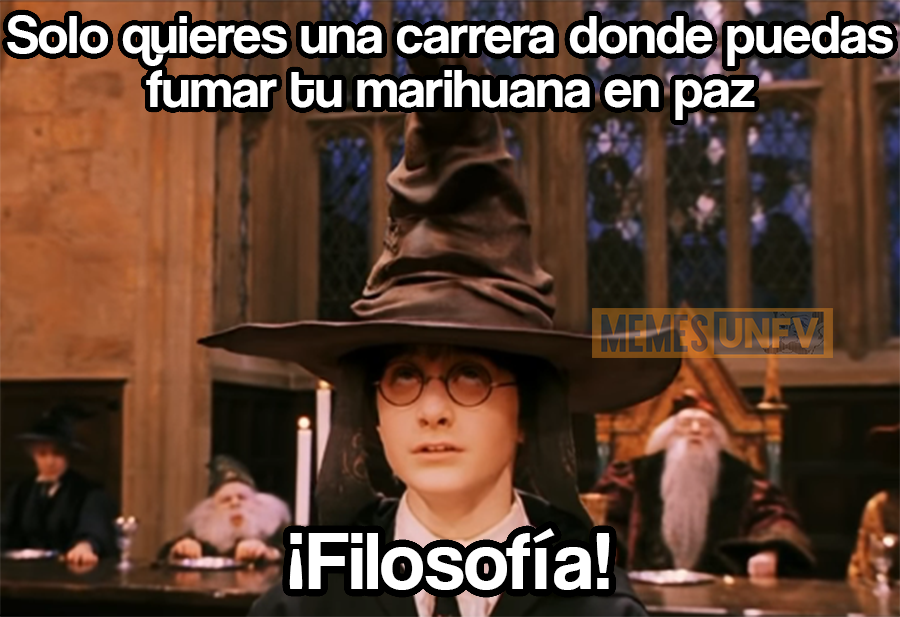 Solo quieres una carrera donde puedas
fumar tu marihuana en paz
MEMES UNFV
¡Filosofía!